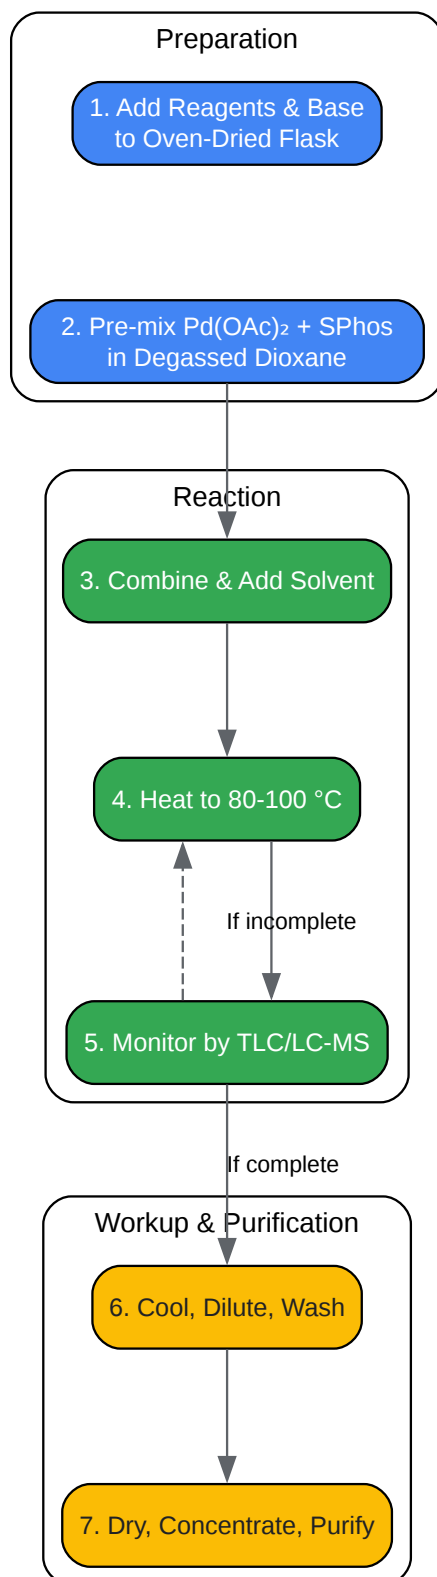 Preparation
1. Add Reagents & Base
to Oven-Dried Flask
2. Pre-mix Pd(OAc)₂ + SPhos
in Degassed Dioxane
Reaction
3. Combine & Add Solvent
4. Heat to 80-100 °C
If incomplete
5. Monitor by TLC/LC-MS
If complete
Workup & Purification
6. Cool, Dilute, Wash
7. Dry, Concentrate, Purify